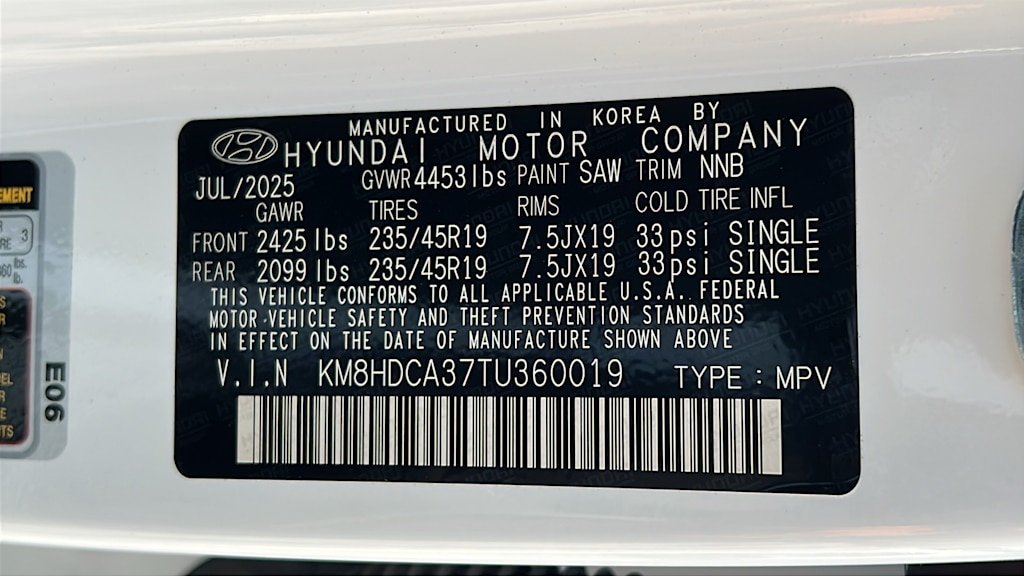 MANUFACTURED IN KOREA BY
HYUNDAI MOTOR COMPANY
JUL/2025 GVWR 4453 lbs PAINT SAW TRIM NNB
GAWR TIRES RIMS COLD TIRE INFL
FRONT 2425 lbs 235/45R19 7.5JX19 33 psi SINGLE
REAR 2099 lbs 235/45R19 7.5JX19 33 psi SINGLE
THIS VEHICLE CONFORMS TO ALL APPLICABLE U.S.A. FEDERAL
MOTOR-VEHICLE SAFETY AND THEFT PREVENTION STANDARDS
IN EFFECT ON THE DATE OF MANUFACTURE SHOWN ABOVE
V.I.N KM8HDCA37TU360019 TYPE : MPV
E06
3
lbs.
lb.